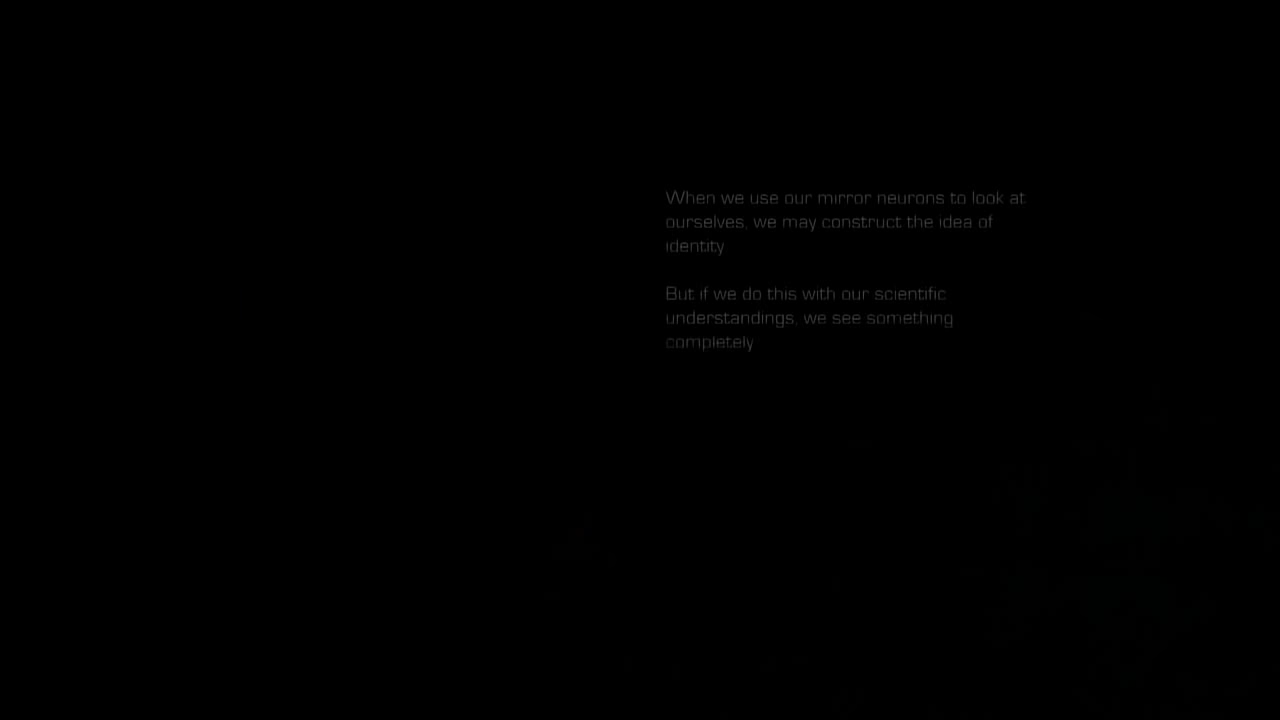 When we use our mirror neurons to look at
ourselves, we may construct the idea of
identity
But if we do this with our scientific
understandings, we see something
completely